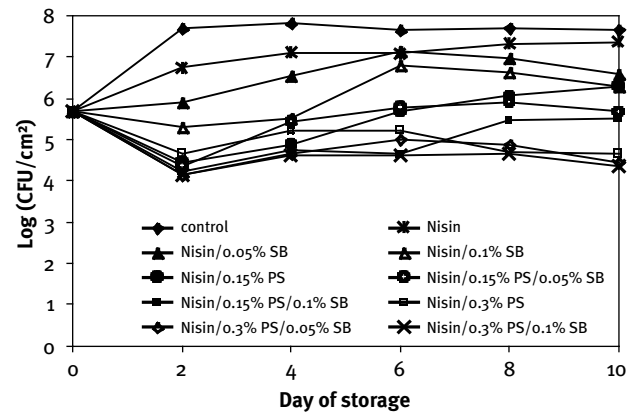 8
7
6
5
4
3
2
1
0
Log (CFU/cm²)
control
Nisin
Nisin/0.05% SB
Nisin/0.1% SB
Nisin/0.15% PS
Nisin/0.15% PS/0.05% SB
Nisin/0.15% PS/0.1% SB
Nisin/0.3% PS
Nisin/0.3% PS/0.05% SB
Nisin/0.3% PS/0.1% SB
0 2 4 6 8 10
Day of storage